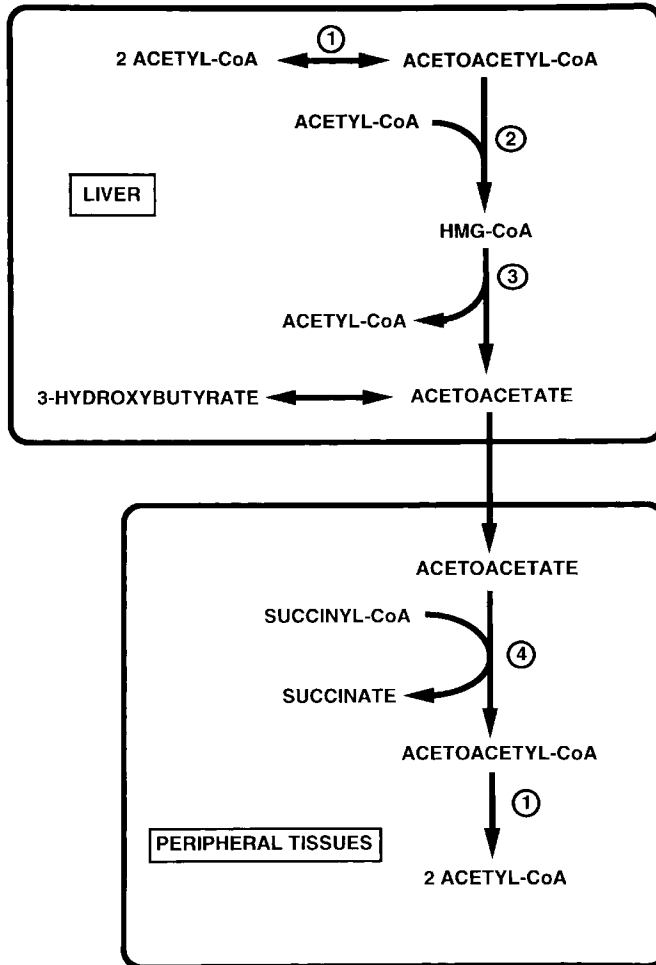 1
2 ACETYL-CoA ACETOACETYL-CoA
ACETYL-CoA
2
LIVER
HMG-CoA
3
ACETYL-CoA
3-HYDROXYBUTYRATE ACETOACETATE
ACETOACETATE
SUCCINYL-CoA
4
SUCCINATE
ACETOACETYL-CoA
1
PERIPHERAL TISSUES
2 ACETYL-CoA